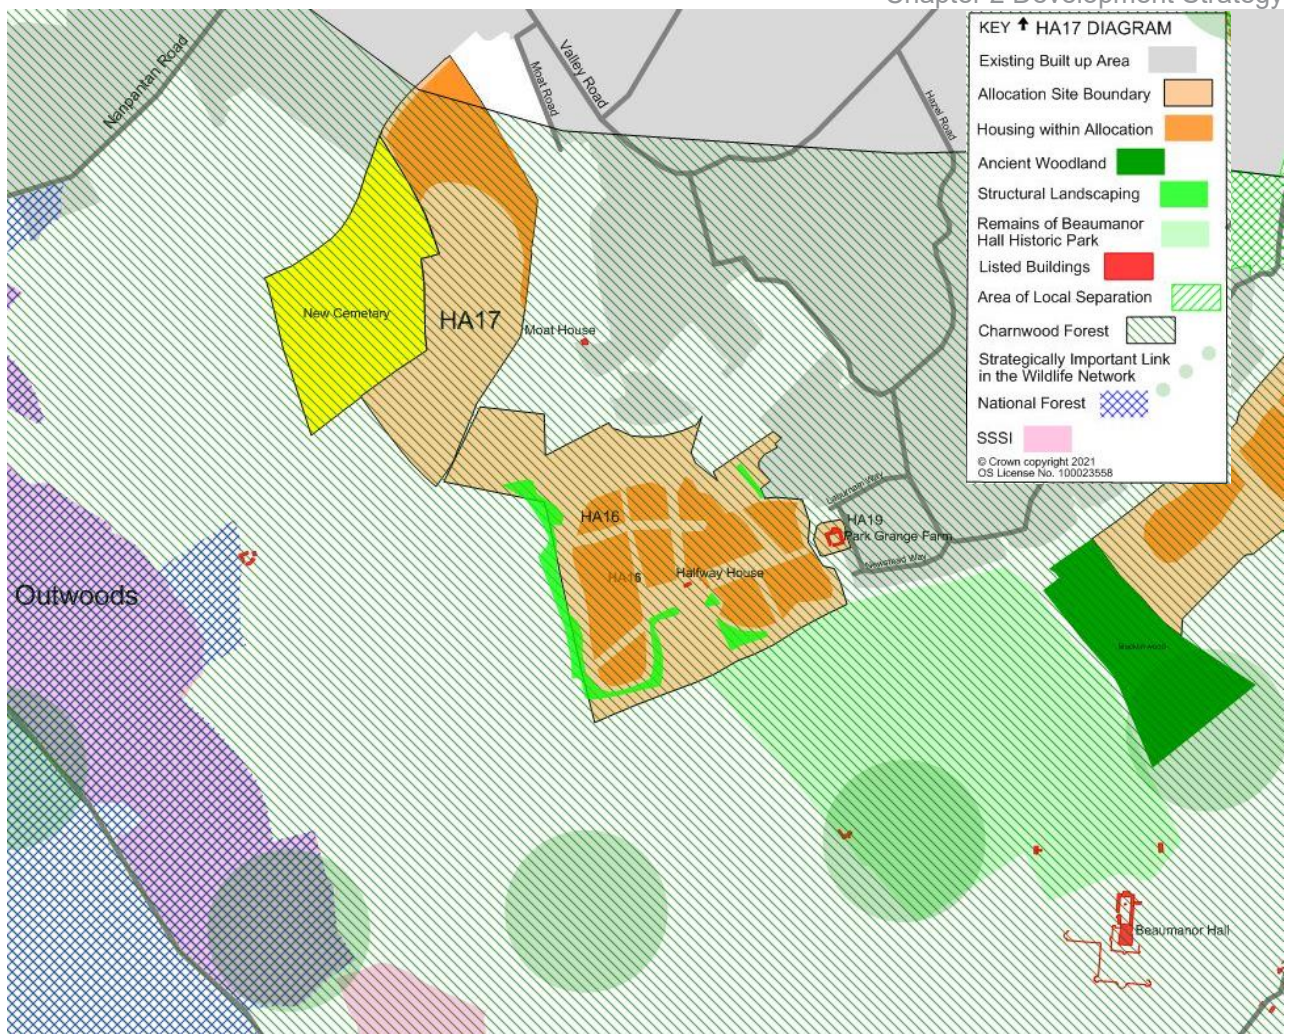 Chapter 2 Development Strategy
KEY HA17 DIAGRAM
Existing Built up Area
Allocation Site Boundary
Housing within Allocation
Ancient Woodland
Structural Landscaping
Remains of Beaumanor
Hall Historic Park
Listed Buildings
Area of Local Separation
Charnwood Forest
Strategically Important Link
in the Wildlife Network
National Forest
SSSI
© Crown copyright 2021
OS License No. 100023558
Nanpantan Road
Moat Road
Valley Road
Hazel Road
New Cemetary
HA17
Moat House
HA16
HA16
Halfway House
Laburnam Way
HA19
Park Grange Farm
Newstead Way
Outwoods
Beaumanor Hall